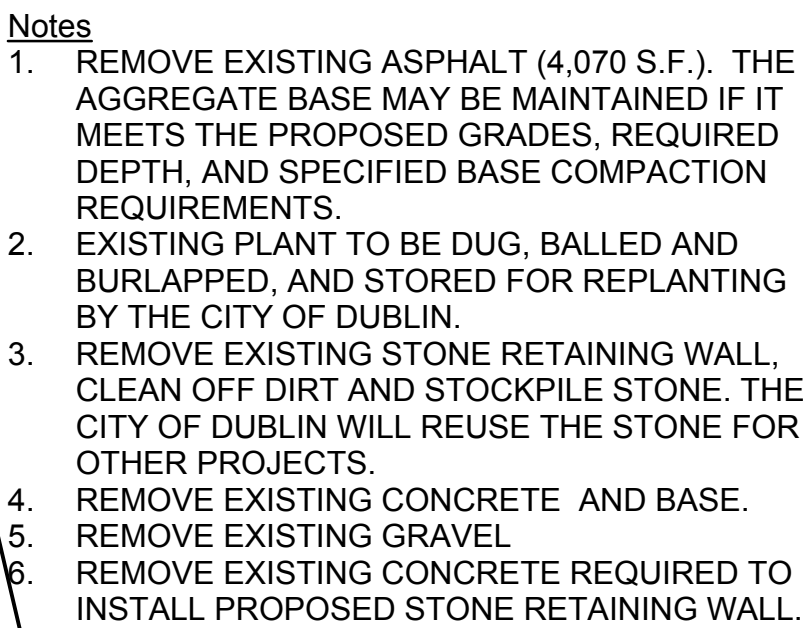 Notes
1. REMOVE EXISTING ASPHALT (4,070 S.F.). THE
AGGREGATE BASE MAY BE MAINTAINED IF IT
MEETS THE PROPOSED GRADES, REQUIRED
DEPTH, AND SPECIFIED BASE COMPACTION
REQUIREMENTS.
2. EXISTING PLANT TO BE DUG, BALLED AND
BURLAPPED, AND STORED FOR REPLANTING
BY THE CITY OF DUBLIN.
3. REMOVE EXISTING STONE RETAINING WALL,
CLEAN OFF DIRT AND STOCKPILE STONE. THE
CITY OF DUBLIN WILL REUSE THE STONE FOR
OTHER PROJECTS.
4. REMOVE EXISTING CONCRETE AND BASE.
5. REMOVE EXISTING GRAVEL
6. REMOVE EXISTING CONCRETE REQUIRED TO
INSTALL PROPOSED STONE RETAINING WALL.